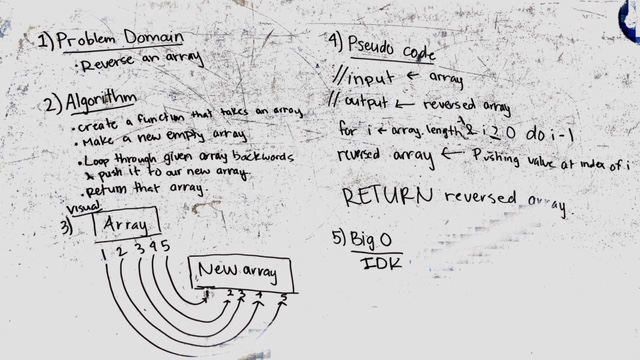 1) Problem Domain
· Reverse an array
2) Algorithm
· Create a function that takes an array
· Make a new empty array
· Loop through given array backwords
& push it to our new array.
· Return that array.
Visual
3) Array
1 2 3 4 5
New array
1 2 3 4 5
4) Pseudo code
//input ← array
//output ← reversed array
for i ← array.length -1 & i ≥ 0 do i-1
reversed array ← Pushing value at index of i
RETURN reversed array
5) Big O
IDK